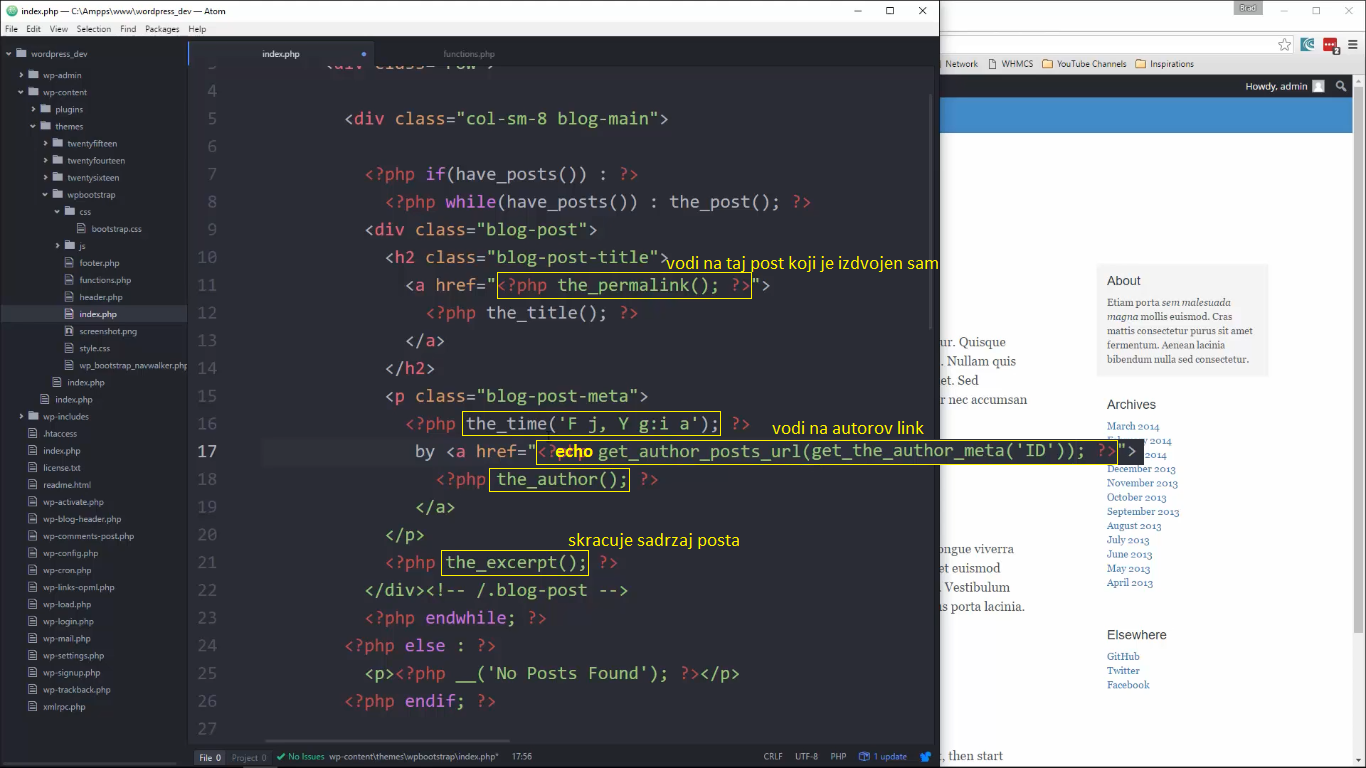 index.php — C:\Ampps\www\wordpress_dev — Atom
Brad
File Edit View Selection Find Packages Help
wordpress_dev
wp-admin
wp-content
plugins
themes
twentyfifteen
twentyfourteen
twentysixteen
wpbootstrap
css
bootstrap.css
js
footer.php
functions.php
header.php
index.php
screenshot.png
style.css
wp_bootstrap_navwalker.php
index.php
index.php
wp-includes
.htaccess
index.php
license.txt
readme.html
wp-activate.php
wp-blog-header.php
wp-comments-post.php
wp-config.php
wp-cron.php
wp-links-opml.php
wp-load.php
wp-login.php
wp-mail.php
wp-settings.php
wp-signup.php
wp-trackback.php
xmlrpc.php
index.php functions.php
3 <div class="row">
4
5 <div class="col-sm-8 blog-main">
6
7 <?php if(have_posts()) : ?>
8 <?php while(have_posts()) : the_post(); ?>
9 <div class="blog-post">
10 <h2 class="blog-post-title">
vodi na taj post koji je izdvojen sam
11 <a href="<?php the_permalink(); ?>">
12 <?php the_title(); ?>
13 </a>
14 </h2>
15 <p class="blog-post-meta">
16 <?php the_time('F j, Y g:i a'); ?>
vodi na autorov link
17 by <a href="<?php echo get_author_posts_url(get_the_author_meta('ID')); ?>">
18 <?php the_author(); ?>
19 </a>
20 </p>
skracuje sadrzaj posta
21 <?php the_excerpt(); ?>
22 </div><!-- /.blog-post -->
23 <?php endwhile; ?>
24 <?php else : ?>
25 <p><?php __('No Posts Found'); ?></p>
26 <?php endif; ?>
27
File 0 Project 0 No Issues wp-content\themes\wpbootstrap\index.php* 17:56 CRLF UTF-8 PHP 1 update
2
Network WHMCS YouTube Channels Inspirations
Howdy, admin
ur. Quisque
. Nullam quis
et. Sed
r nec accumsan
ongue viverra
et euismod
Vestibulum
us porta lacinia.
, then start
About
Etiam porta sem malesuada
magna mollis euismod. Cras
mattis consectetur purus sit amet
fermentum. Aenean lacinia
bibendum nulla sed consectetur.
Archives
March 2014
2014
December 2013
November 2013
October 2013
September 2013
August 2013
July 2013
June 2013
May 2013
April 2013
Elsewhere
GitHub
Twitter
Facebook